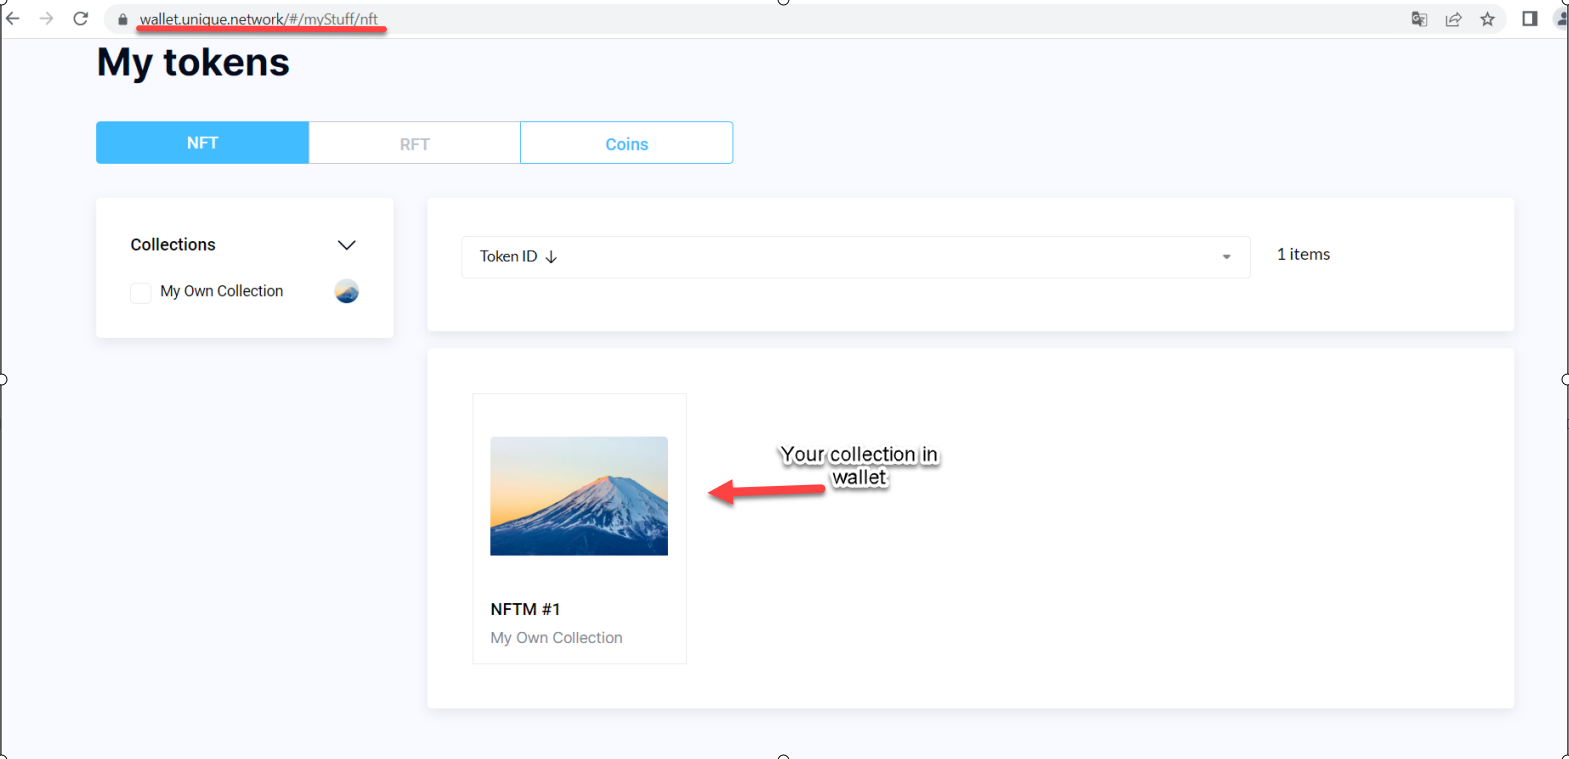 wallet.unique.network/#/myStuff/nft
My tokens
NFT
RFT
Coins
Collections
My Own Collection
Token ID ↓
1 items
Your collection in
wallet
NFTM #1
My Own Collection